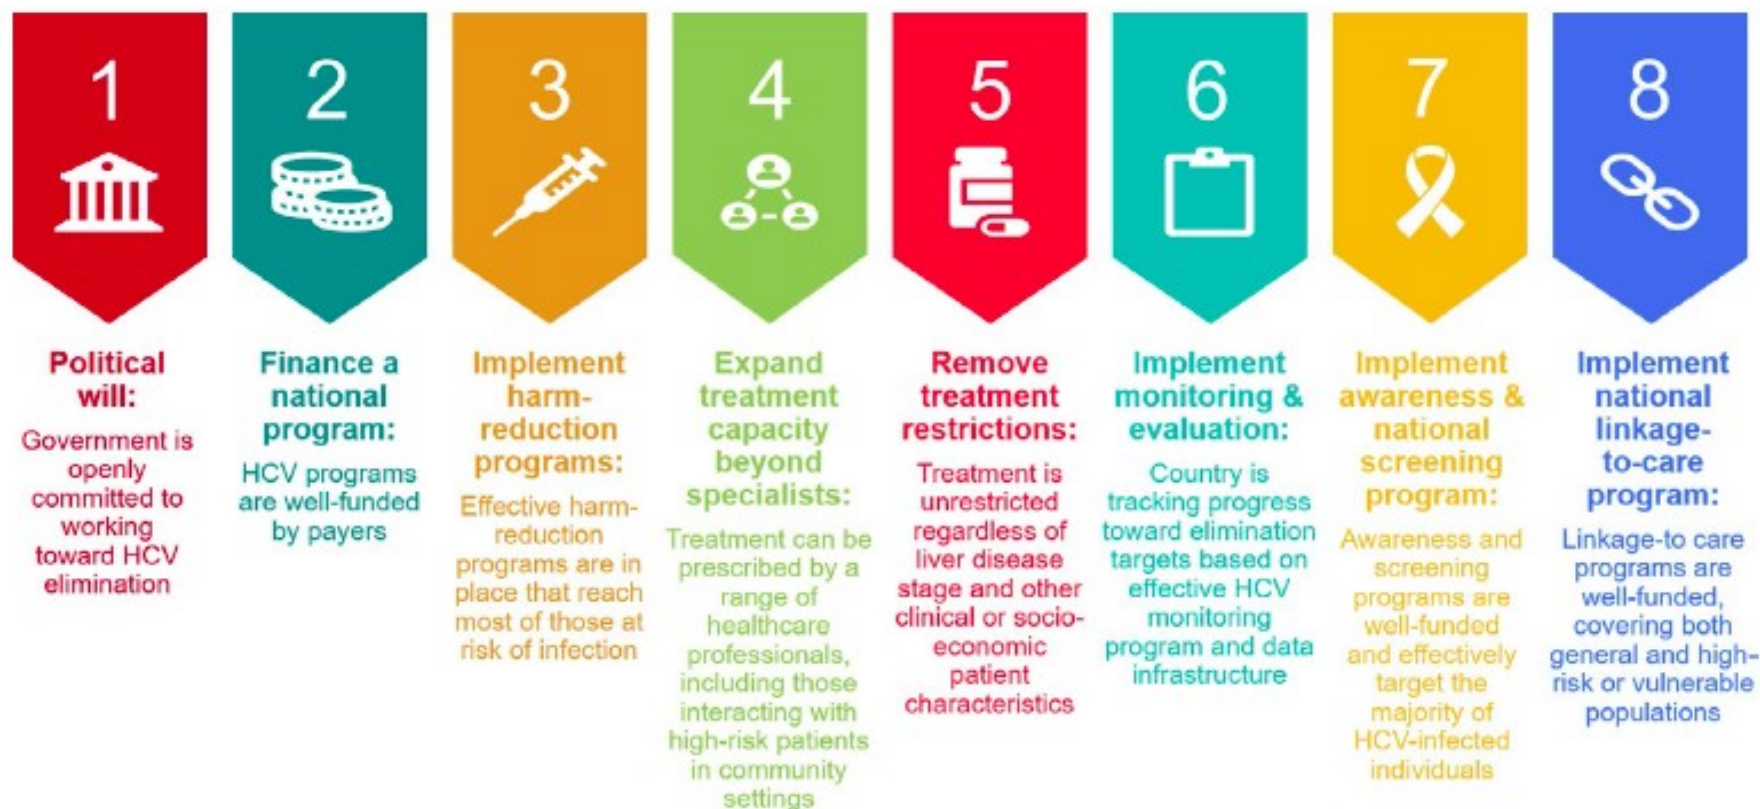 1
Political
will:
Government is
openly
committed to
working
toward HCV
elimination
2
Finance a
national
program:
HCV programs
are well-funded
by payers
3
Implement
harm-
reduction
programs:
Effective harm-
reduction
programs are in
place that reach
most of those at
risk of infection
4
Expand
treatment
capacity
beyond
specialists:
Treatment can be
prescribed by a
range of
healthcare
professionals,
including those
interacting with
high-risk patients
in community
settings
5
Remove
treatment
restrictions:
Treatment is
unrestricted
regardless of
liver disease
stage and other
clinical or socio-
economic
patient
characteristics
6
Implement
monitoring &
evaluation:
Country is
tracking progress
toward elimination
targets based on
effective HCV
monitoring
program and data
infrastructure
7
Implement
awareness &
national
screening
program:
Awareness and
screening
programs are
well-funded
and effectively
target the
majority of
HCV-infected
individuals
8
Implement
national
linkage-
to-care
program:
Linkage-to care
programs are
well-funded,
covering both
general and high-
risk or vulnerable
populations